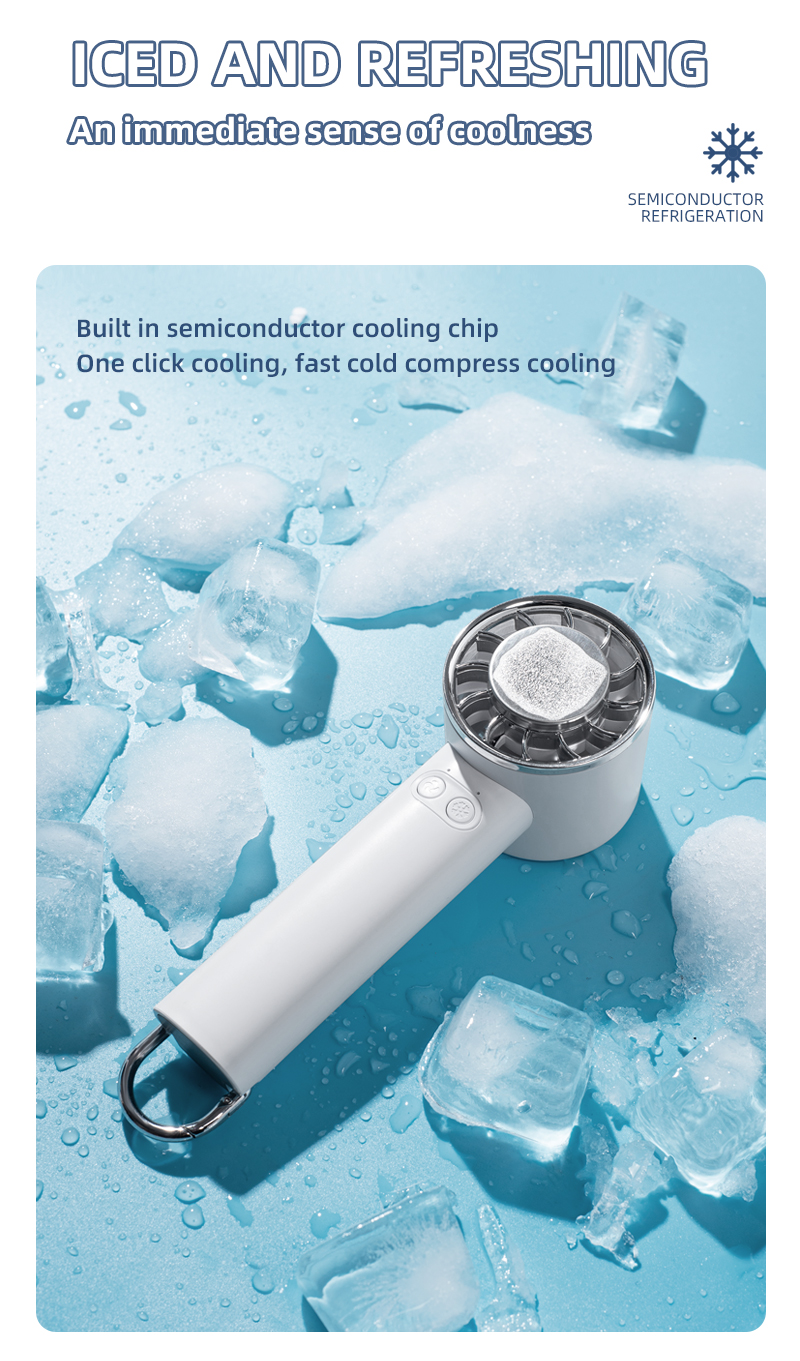 ICED AND REFRESHING
An immediate sense of coolness
SEMICONDUCTOR
REFRIGERATION
Built in semiconductor cooling chip
One click cooling, fast cold compress cooling